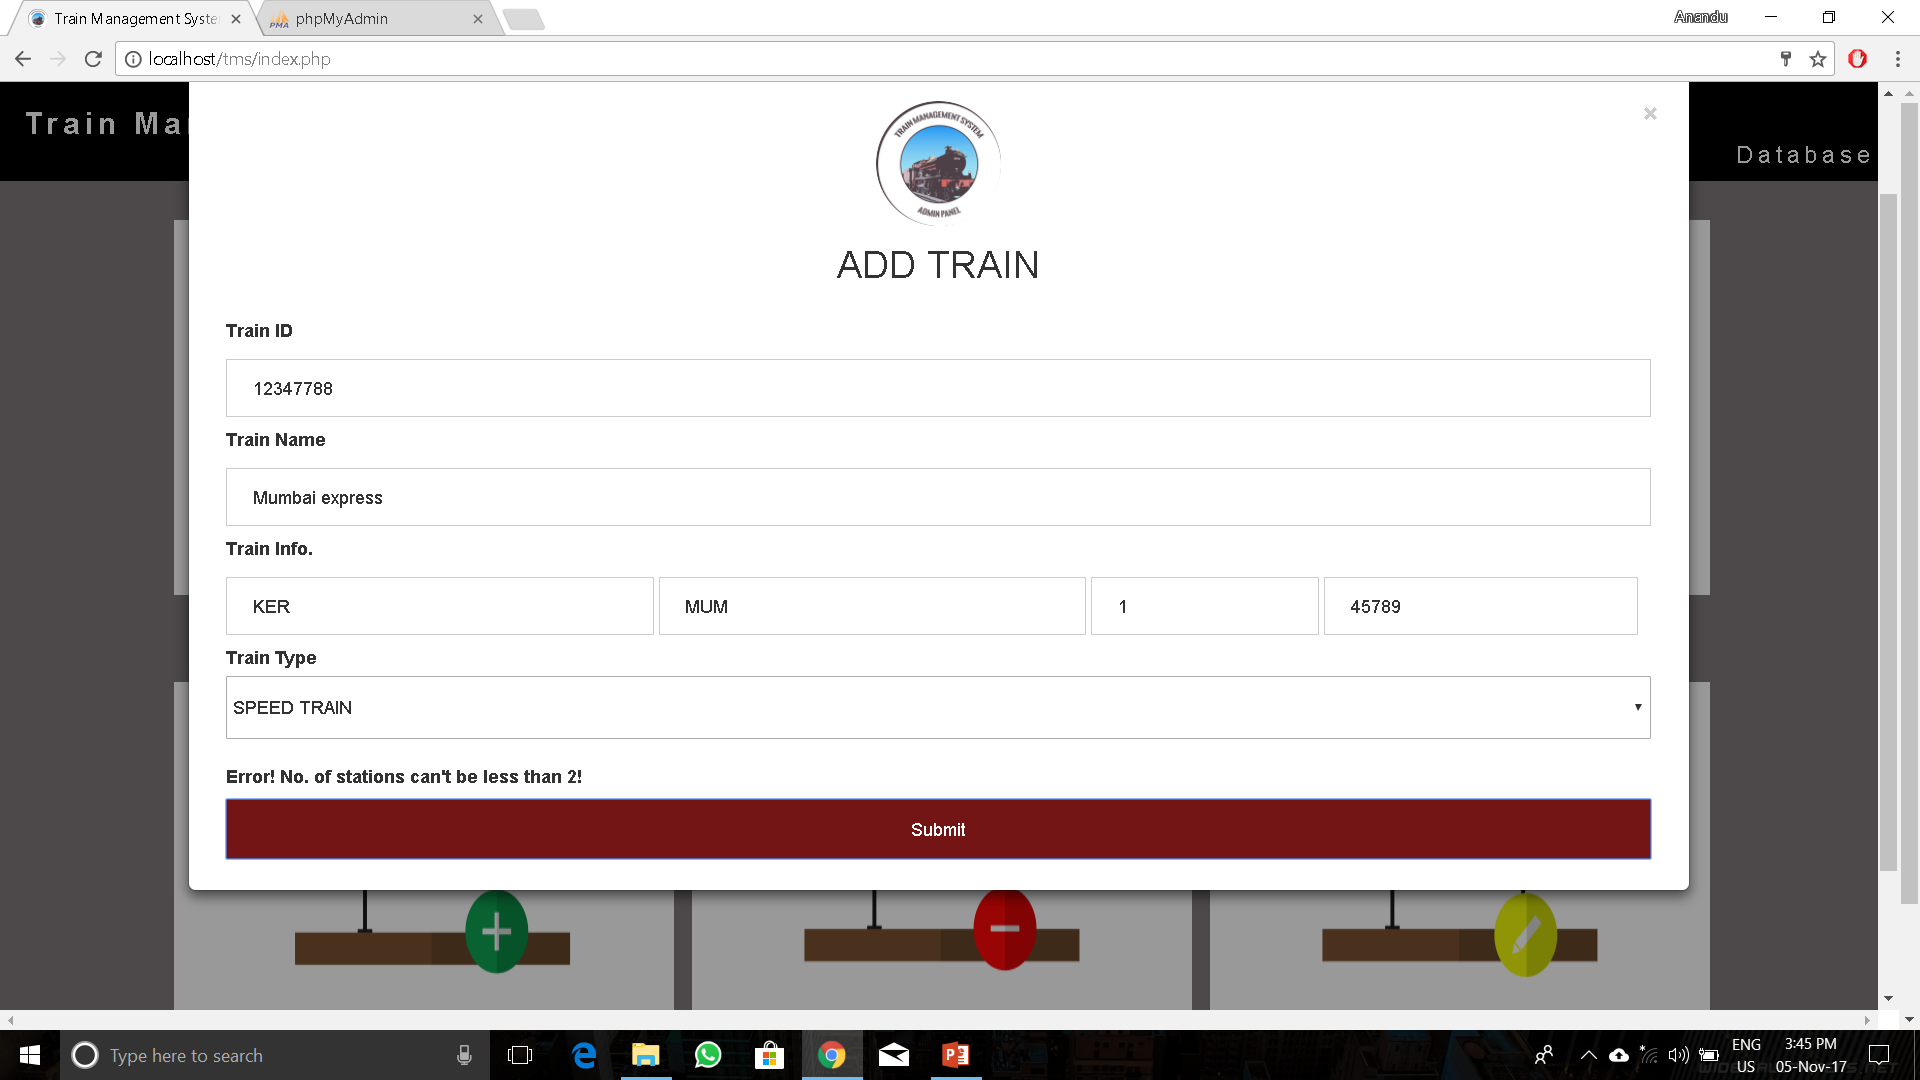 Train Management Syste
phpMyAdmin
Anandu
localhost/tms/index.php
Train Ma
Database
TRAIN MANAGEMENT SYSTEM
ADMIN PANEL
ADD TRAIN
Train ID
12347788
Train Name
Mumbai express
Train Info.
KER MUM 1 45789
Train Type
SPEED TRAIN
Error! No. of stations can't be less than 2!
Submit
Type here to search
ENG
US
3:45 PM
05-Nov-17